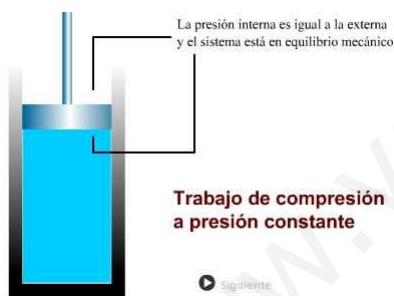 La presión interna es igual a la externa
y el sistema está en equilibrio mecánico
Trabajo de compresión
a presión constante
Siguiente